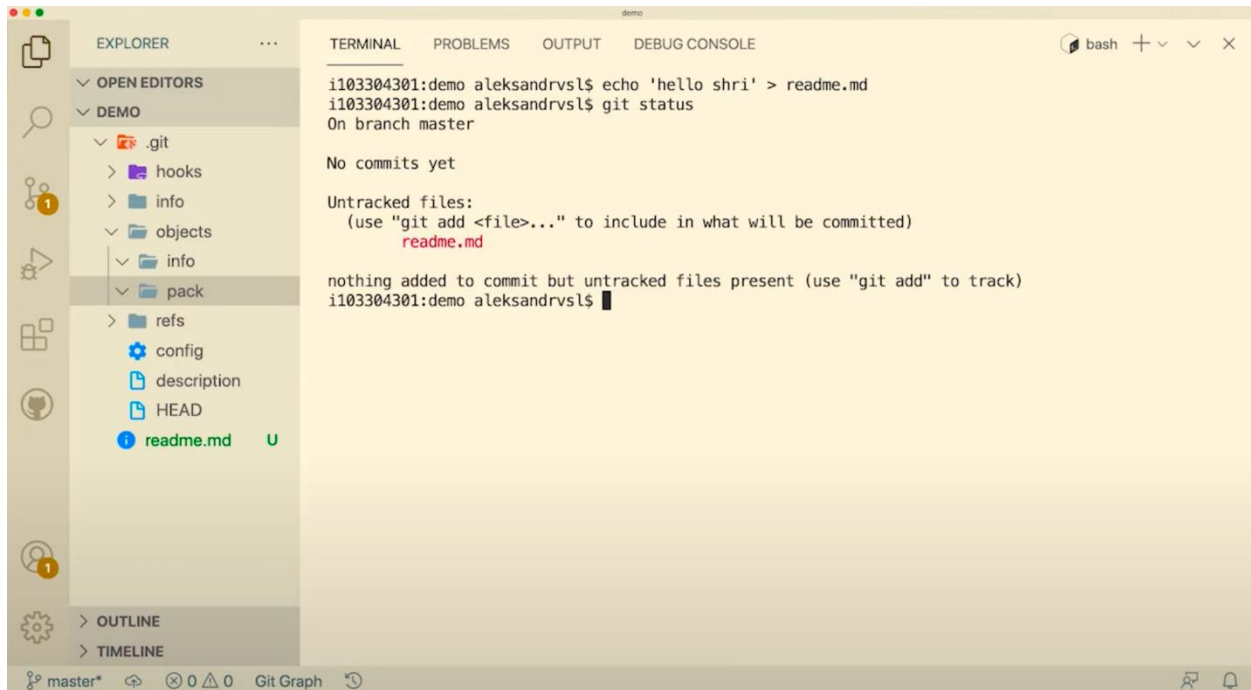 demo
EXPLORER ...
OPEN EDITORS
DEMO
.git
hooks
info
objects
info
pack
refs
config
description
HEAD
readme.md U
OUTLINE
TIMELINE
TERMINAL PROBLEMS OUTPUT DEBUG CONSOLE bash
i103304301:demo aleksandrvsl$ echo 'hello shri' > readme.md
i103304301:demo aleksandrvsl$ git status
On branch master
No commits yet
Untracked files:
(use "git add <file>..." to include in what will be committed)
readme.md
nothing added to commit but untracked files present (use "git add" to track)
i103304301:demo aleksandrvsl$
1
1
master* 0 0 Git Graph